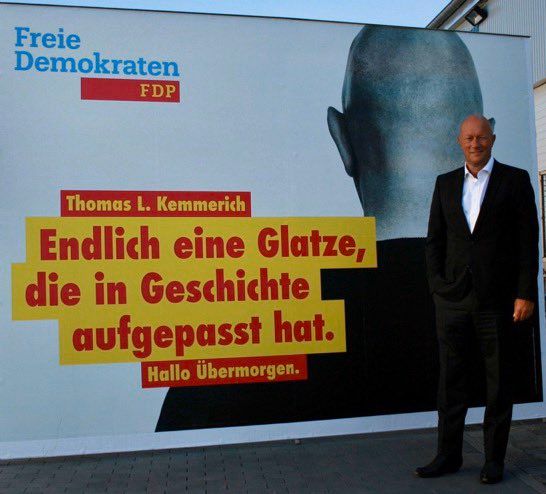 Freie
Demokraten
FDP
Thomas L. Kemmerich
Endlich eine Glatze,
die in Geschichte
aufgepasst hat.
Hallo Übermorgen.